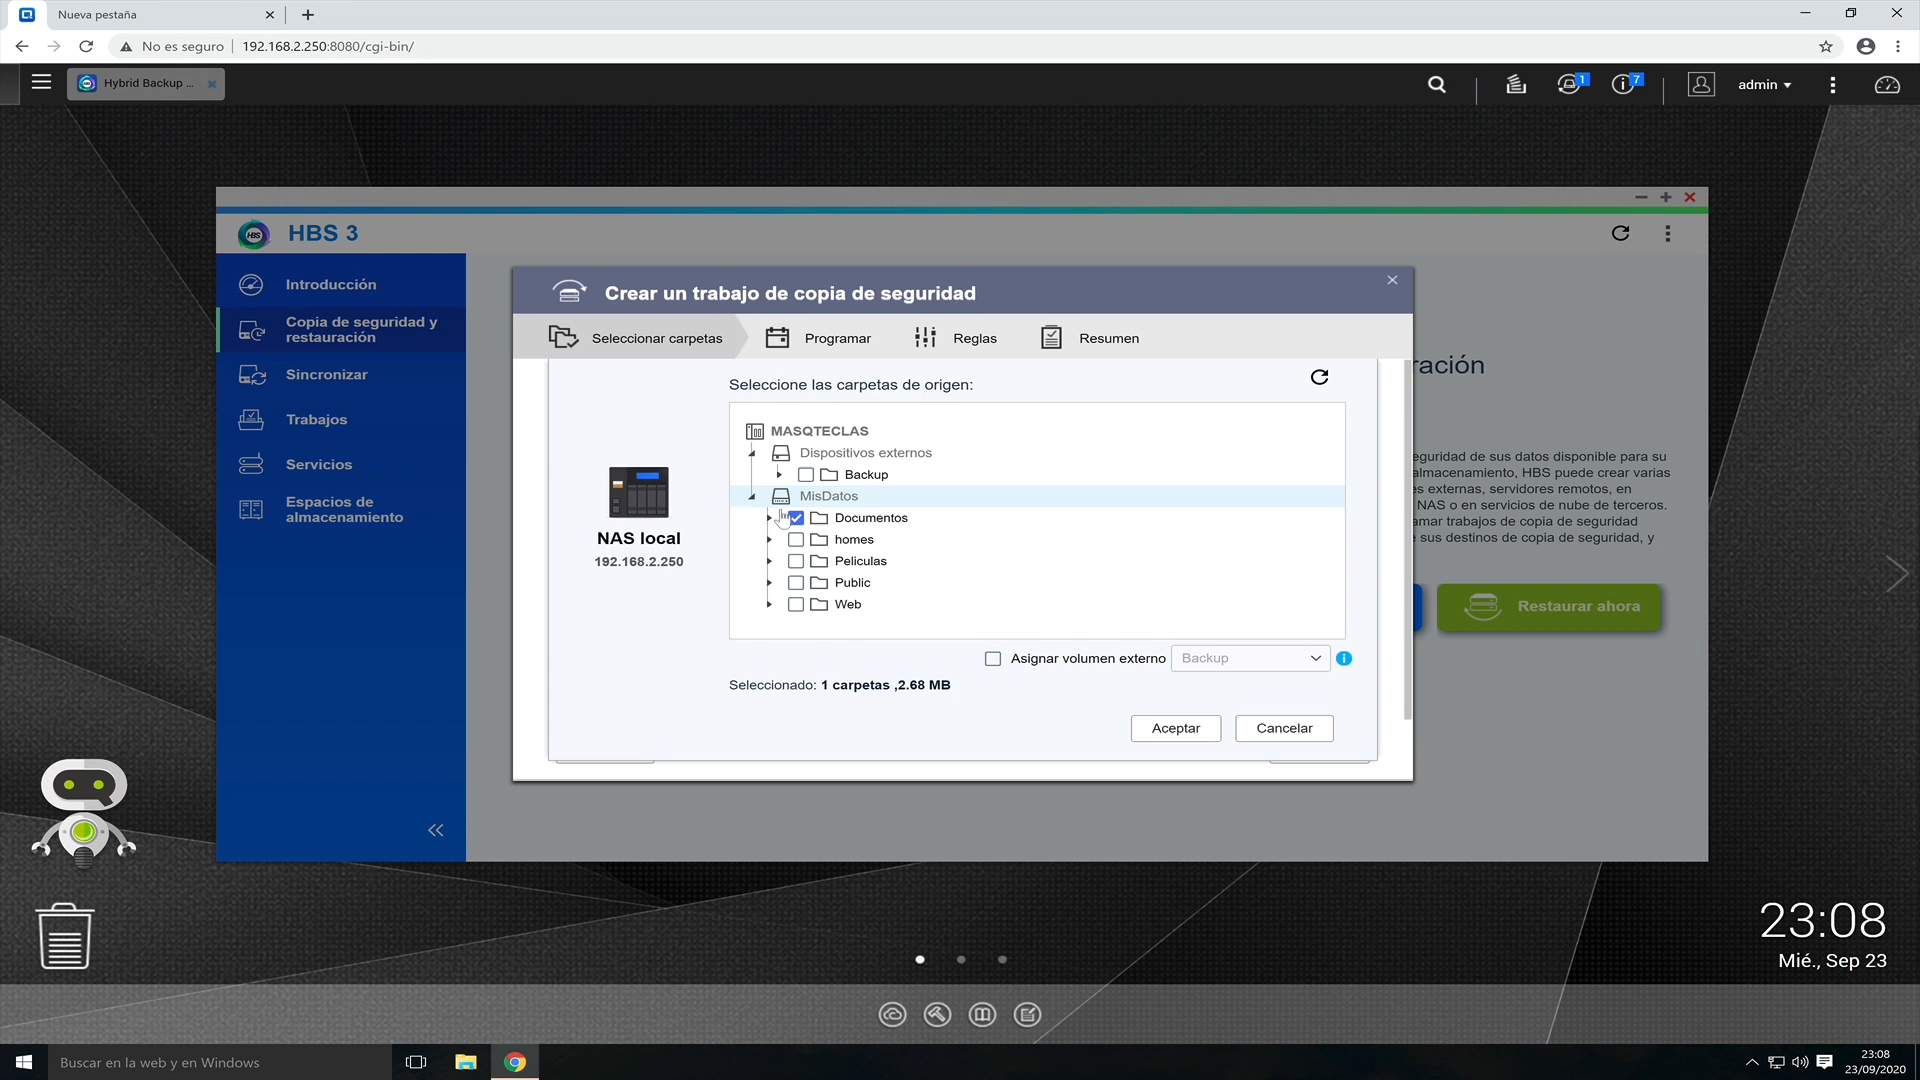 Nueva pestaña
No es seguro
192.168.2.250:8080/cgi-bin/
Hybrid Backup ...
1
7
admin
HBS
HBS 3
Introducción
Copia de seguridad y
restauración
Sincronizar
Trabajos
Servicios
Espacios de
almacenamiento
Crear un trabajo de copia de seguridad
Seleccionar carpetas
Programar
Reglas
Resumen
Seleccione las carpetas de origen:
MASQTECLAS
Dispositivos externos
Backup
MisDatos
Documentos
homes
Peliculas
Public
Web
NAS local
192.168.2.250
Asignar volumen externo
Backup
Seleccionado: 1 carpetas ,2.68 MB
Aceptar
Cancelar
ración
eguridad de sus datos disponible para su
almacenamiento, HBS puede crear varias
es externas, servidores remotos, en
NAS o en servicios de nube de terceros.
amar trabajos de copia de seguridad
e sus destinos de copia de seguridad, y
Restaurar ahora
23:08
Mié., Sep 23
Buscar en la web y en Windows
23:08
23/09/2020